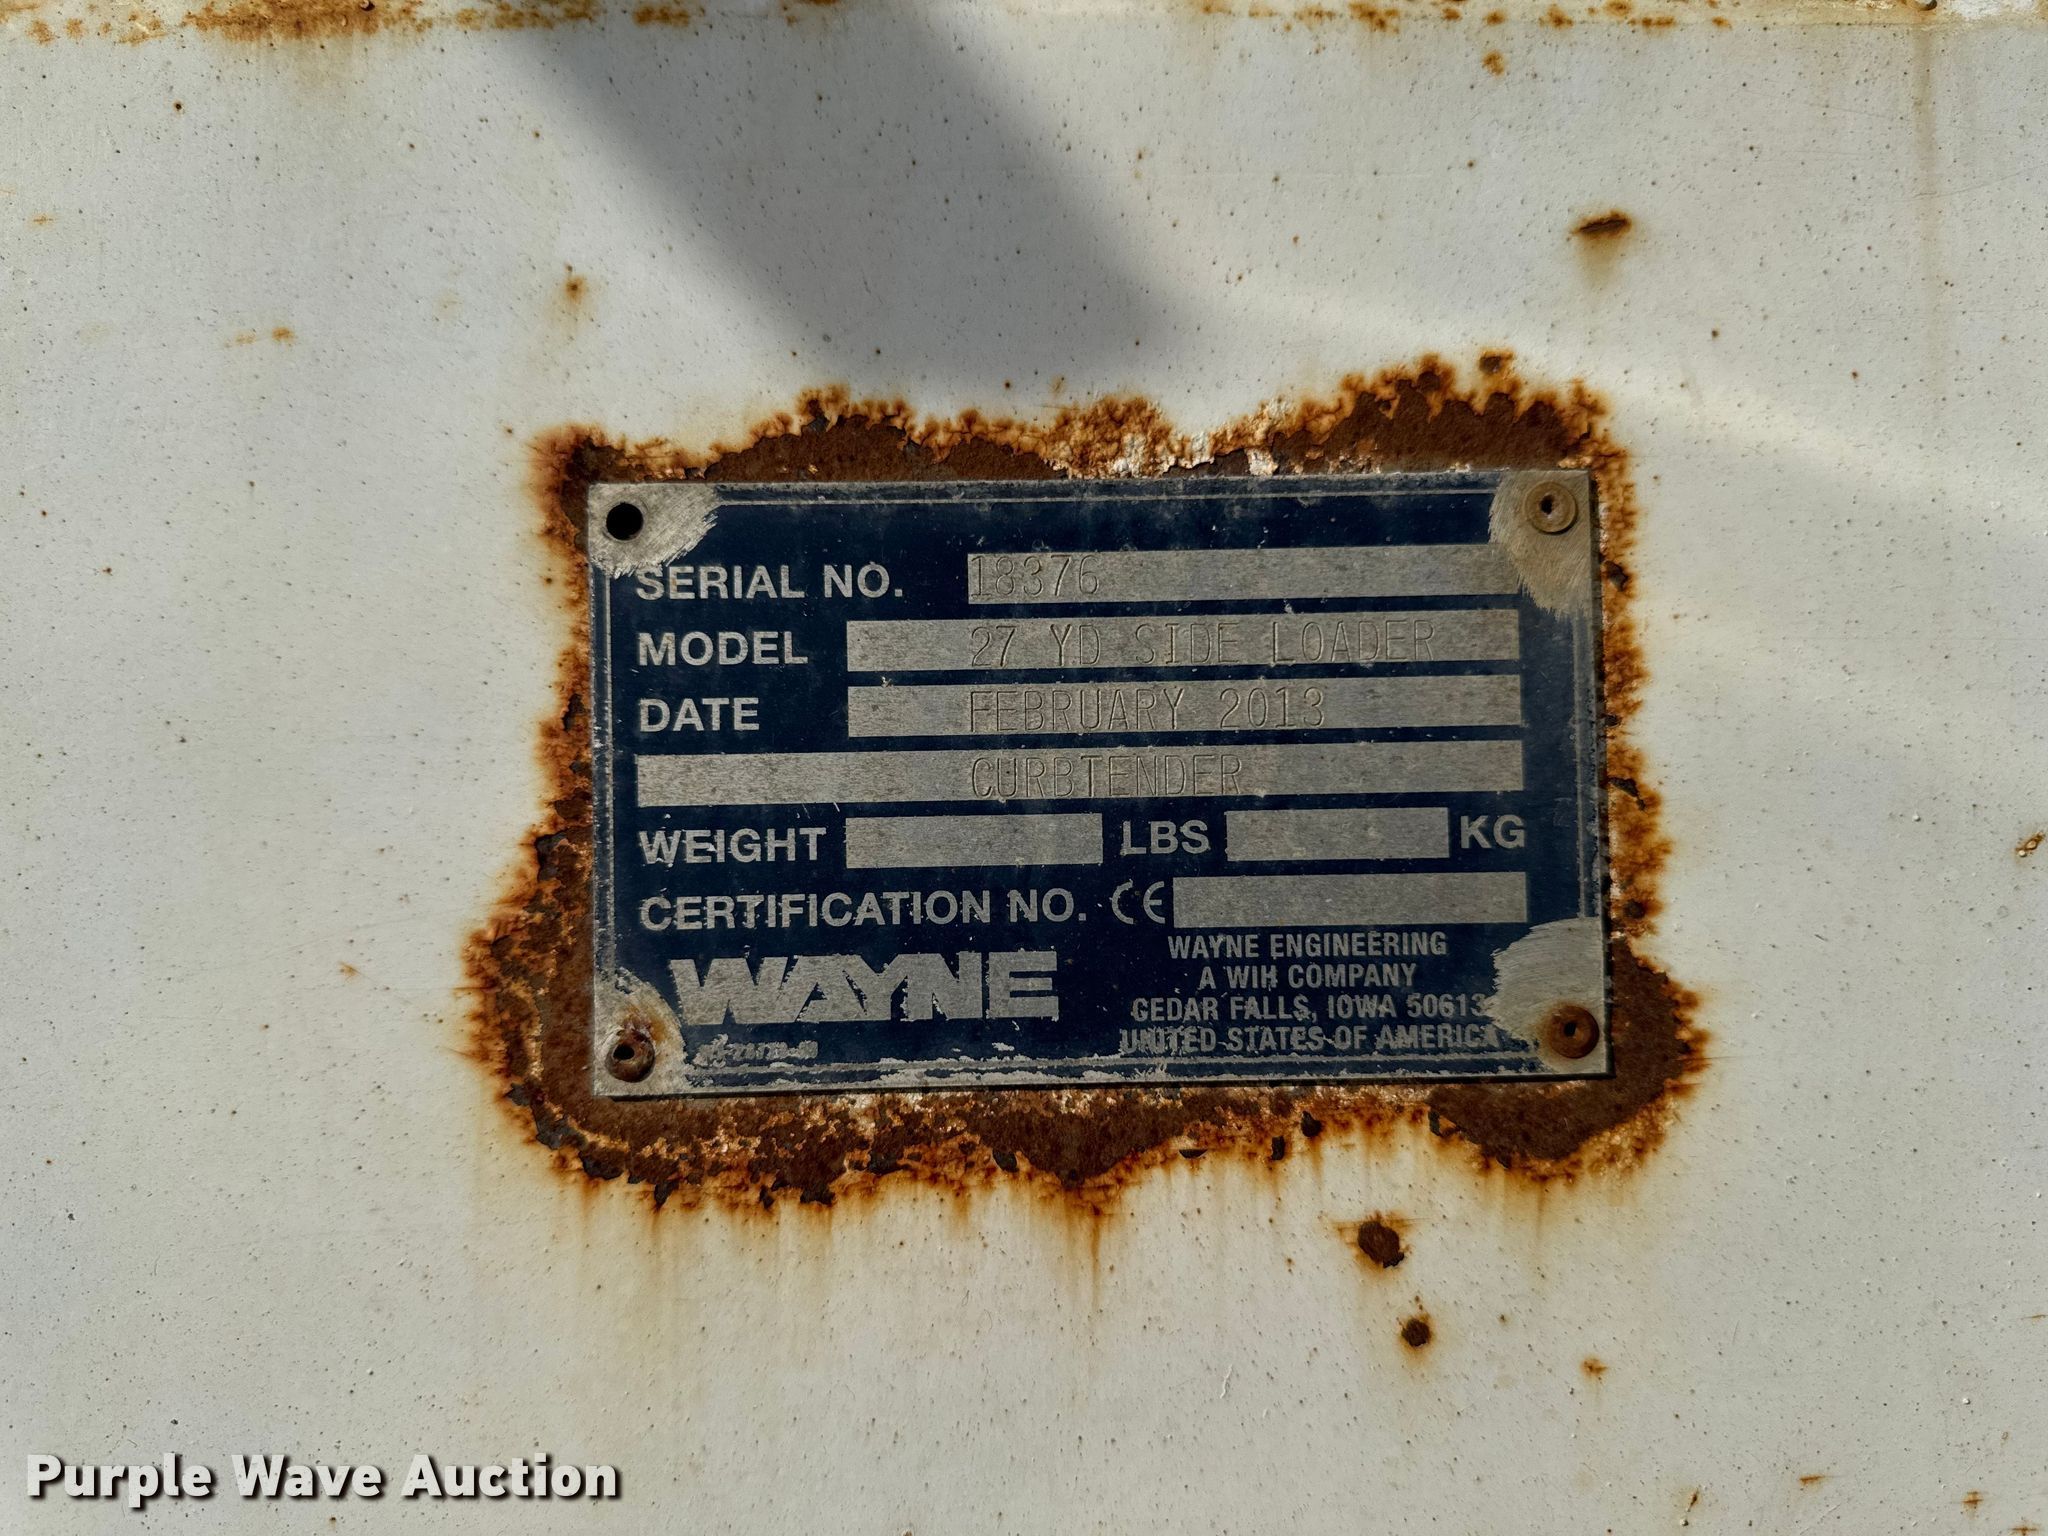 SERIAL NO. 18376
MODEL 27 YD SIDE LOADER
DATE FEBRUARY 2013
CURBTENDER
WEIGHT LBS KG
CERTIFICATION NO. CE
WAYNE
WAYNE ENGINEERING
A WIH COMPANY
CEDAR FALLS, IOWA 50613
UNITED STATES OF AMERICA
Purple Wave Auction